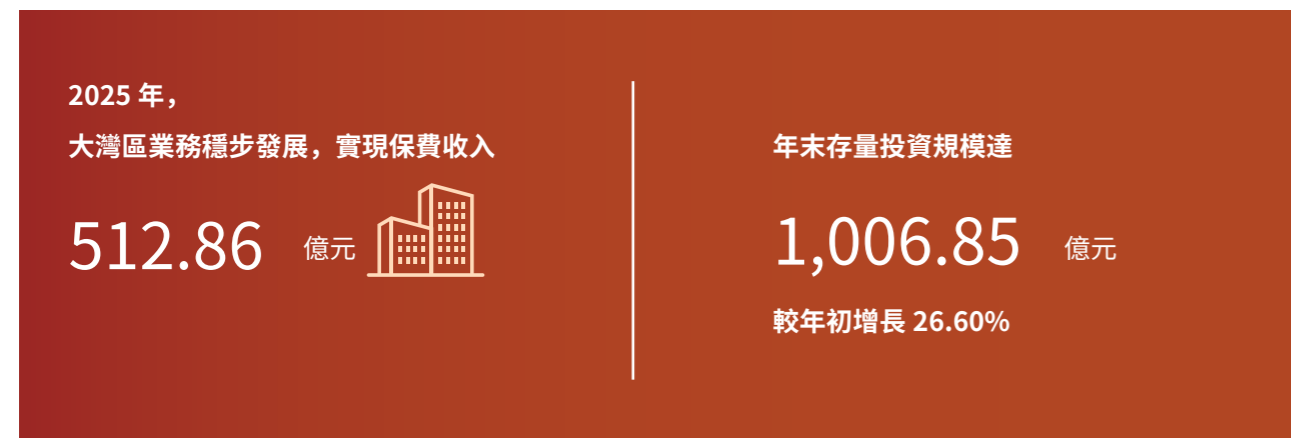 2025 年，
大灣區業務穩步發展，實現保費收入
512.86 億元
年末存量投資規模達
1,006.85 億元
較年初增長 26.60%